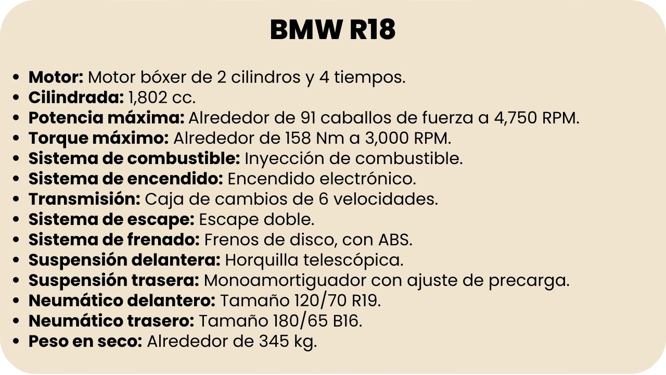 BMW R18
• Motor: Motor bóxer de 2 cilindros y 4 tiempos.
• Cilindrada: 1,802 cc.
• Potencia máxima: Alrededor de 91 caballos de fuerza a 4,750 RPM.
• Torque máximo: Alrededor de 158 Nm a 3,000 RPM.
• Sistema de combustible: Inyección de combustible.
• Sistema de encendido: Encendido electrónico.
• Transmisión: Caja de cambios de 6 velocidades.
• Sistema de escape: Escape doble.
• Sistema de frenado: Frenos de disco, con ABS.
• Suspensión delantera: Horquilla telescópica.
• Suspensión trasera: Monoamortiguador con ajuste de precarga.
• Neumático delantero: Tamaño 120/70 R19.
• Neumático trasero: Tamaño 180/65 B16.
• Peso en seco: Alrededor de 345 kg.